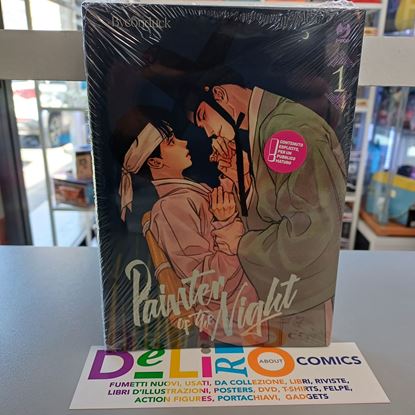 Byeonduck
1
CONTENUTO
ESPLICITO,
PER UN
PUBBLICO
MATURO
Painter
of the
Night
DeLiRiO ABOUT COMICS
FUMETTI NUOVI, USATI, DA COLLEZIONE, LIBRI, RIVISTE,
LIBRI D'ILLUSTRAZIONI, POSTERS, DVD, T-SHIRTS, FELPE,
ACTION FIGURES, PORTACHIAVI, GADGETS